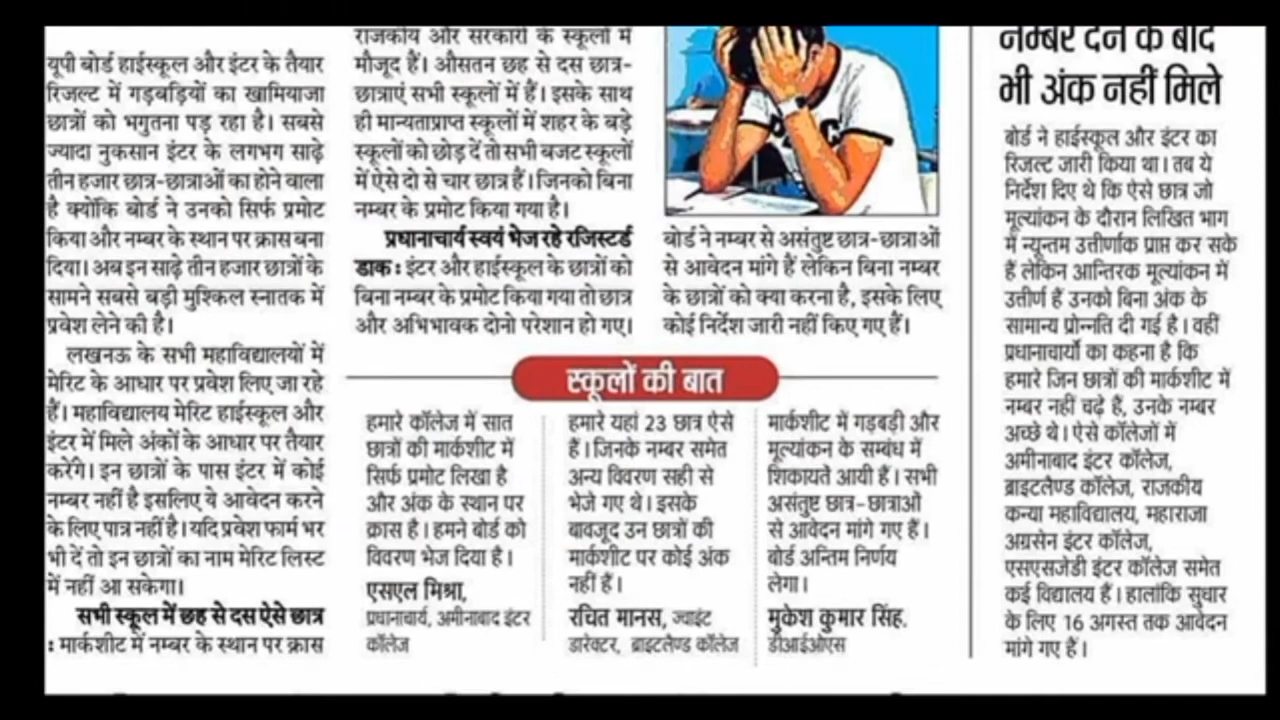 यूपी बोर्ड हाईस्कूल और इंटर के तैयार
रिजल्ट में गड़बड़ियों का खामियाजा
छात्रों को भगुतना पड़ रहा है। सबसे
ज्यादा नुकसान इंटर के लगभग साढ़े
तीन हजार छात्र-छात्राओं का होने वाला
है क्योंकि बोर्ड ने उनको सिर्फ प्रमोट
किया और नम्बर के स्थान पर क्रास बना
दिया। अब इन साढ़े तीन हजार छात्रों के
सामने सबसे बड़ी मुश्किल स्नातक में
प्रवेश लेने की है।
लखनऊ के सभी महाविद्यालयों में
मेरिट के आधार पर प्रवेश लिए जा रहे
हैं। महाविद्यालय मेरिट हाईस्कूल और
इंटर में मिले अंकों के आधार पर तैयार
करेंगे। इन छात्रों के पास इंटर में कोई
नम्बर नहीं है इसलिए ये आवेदन करने
के लिए पात्र नहीं है। यदि प्रवेश फार्म भर
भी दें तो इन छात्रों का नाम मेरिट लिस्ट
में नहीं आ सकेगा।
सभी स्कूल में छह से दस ऐसे छात्र
: मार्कशीट में नम्बर के स्थान पर क्रास
राजकीय और सरकारी के स्कूलों में
मौजूद हैं। औसतन छह से दस छात्र-
छात्राएं सभी स्कूलों में हैं। इसके साथ
ही मान्यताप्राप्त स्कूलों में शहर के बड़े
स्कूलों को छोड़ दें तो सभी बजट स्कूलों
में ऐसे दो से चार छात्र हैं। जिनको बिना
नम्बर के प्रमोट किया गया है।
प्रधानाचार्य स्वयं भेज रहे रजिस्टर्ड
डाक : इंटर और हाईस्कूल के छात्रों को
बिना नम्बर के प्रमोट किया गया तो छात्र
और अभिभावक दोनो परेशान हो गए।
बोर्ड ने नम्बर से असंतुष्ट छात्र-छात्राओं
से आवेदन मांगे हैं लेकिन बिना नम्बर
के छात्रों को क्या करना है, इसके लिए
कोई निर्देश जारी नहीं किए गए हैं।
स्कूलों की बात
हमारे कॉलेज में सात
छात्रों की मार्कशीट में
सिर्फ प्रमोट लिखा है
और अंक के स्थान पर
क्रास है। हमने बोर्ड को
विवरण भेज दिया है।
एसएल मिश्रा,
प्रधानाचार्य, अमीनाबाद इंटर
कॉलेज
हमारे यहां 23 छात्र ऐसे
हैं। जिनके नम्बर समेत
अन्य विवरण सही से
भेजे गए थे। इसके
बावजूद उन छात्रों की
मार्कशीट पर कोई अंक
नहीं हैं।
रचित मानस, ज्वाइंट
डारेक्टर, ब्राइटलैण्ड कॉलेज
मार्कशीट में गड़बड़ी और
मूल्यांकन के सम्बंध में
शिकायतें आयी हैं। सभी
असंतुष्ट छात्र-छात्राओं
से आवेदन मांगे गए हैं।
बोर्ड अन्तिम निर्णय
लेगा।
मुकेश कुमार सिंह.
डीआईओएस
नम्बर देने के बाद
भी अंक नहीं मिले
बोर्ड ने हाईस्कूल और इंटर का
रिजल्ट जारी किया था। तब ये
निर्देश दिए थे कि ऐसे छात्र जो
मूल्यांकन के दौरान लिखित भाग
में न्यूनतम उत्तीर्णांक प्राप्त कर सके
हैं लेकिन आन्तिरक मूल्यांकन में
उत्तीर्ण हैं उनको बिना अंक के
सामान्य प्रोन्नति दी गई है। वहीं
प्रधानाचार्यों का कहना है कि
हमारे जिन छात्रों की मार्कशीट में
नम्बर नहीं चढ़े हैं, उनके नम्बर
अच्छे थे। ऐसे कॉलेजों में
अमीनाबाद इंटर कॉलेज,
ब्राइटलैण्ड कॉलेज, राजकीय
कन्या महाविद्यालय, महाराजा
अग्रसेन इंटर कॉलेज,
एसएसजेडी इंटर कॉलेज समेत
कई विद्यालय हैं। हालांकि सुधार
के लिए 16 अगस्त तक आवेदन
मांगे गए हैं।